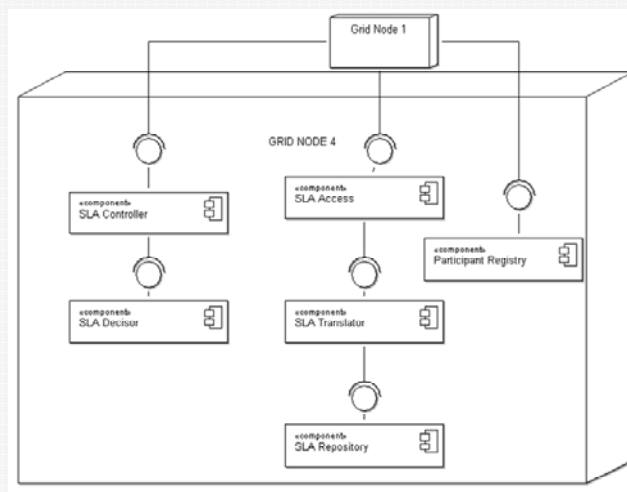 Grid Node 1
GRID NODE 4
«component»
SLA Controller
«component»
SLA Access
«component»
Participant Registry
«component»
SLA Decisor
«component»
SLA Translator
«component»
SLA Repository